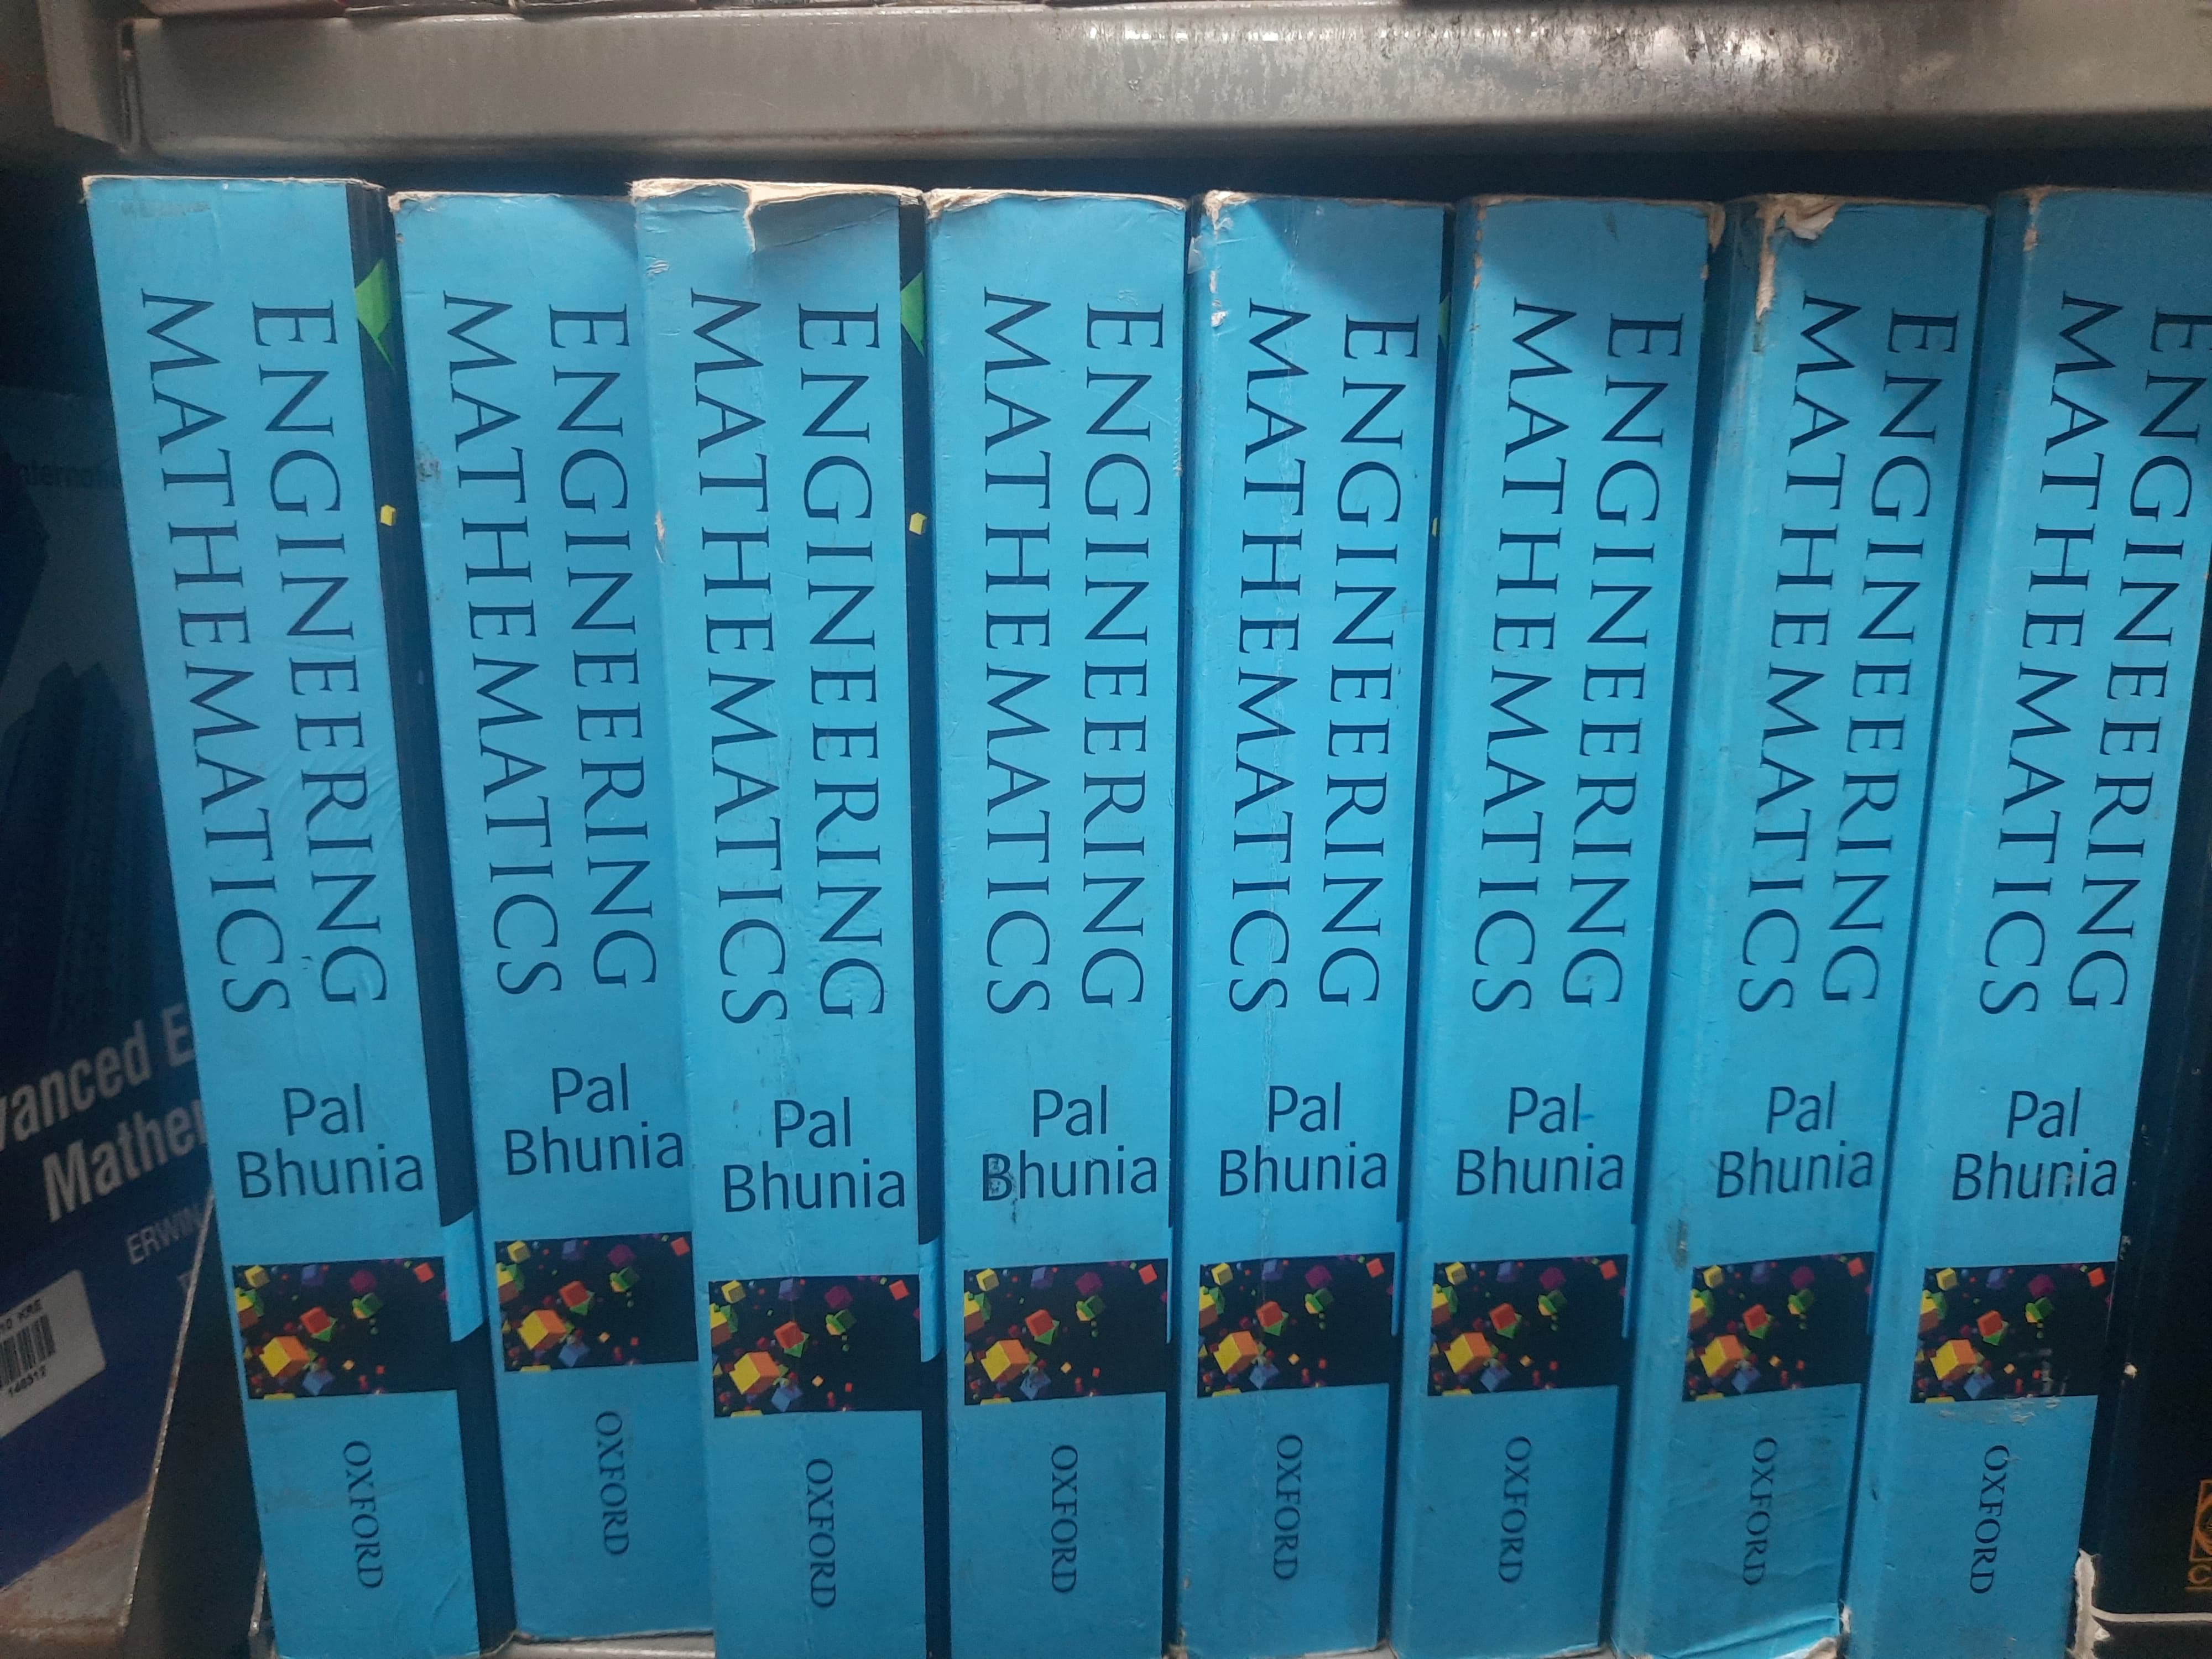 vanced E
Mathe
ERWIN
10 KRE
140512
ENGINEERING
MATHEMATICS
Pal
Bhunia
OXFORD
ENGINEERING
MATHEMATICS
Pal
Bhunia
OXFORD
ENGINEERING
MATHEMATICS
Pal
Bhunia
OXFORD
ENGINEERING
MATHEMATICS
Pal
Bhunia
OXFORD
ENGINEERING
MATHEMATICS
Pal
Bhunia
OXFORD
ENGINEERING
MATHEMATICS
Pal
Bhunia
OXFORD
ENGINEERING
MATHEMATICS
Pal
Bhunia
OXFORD
ENGINEERING
MATHEMATICS
Pal
Bhunia
OXFORD